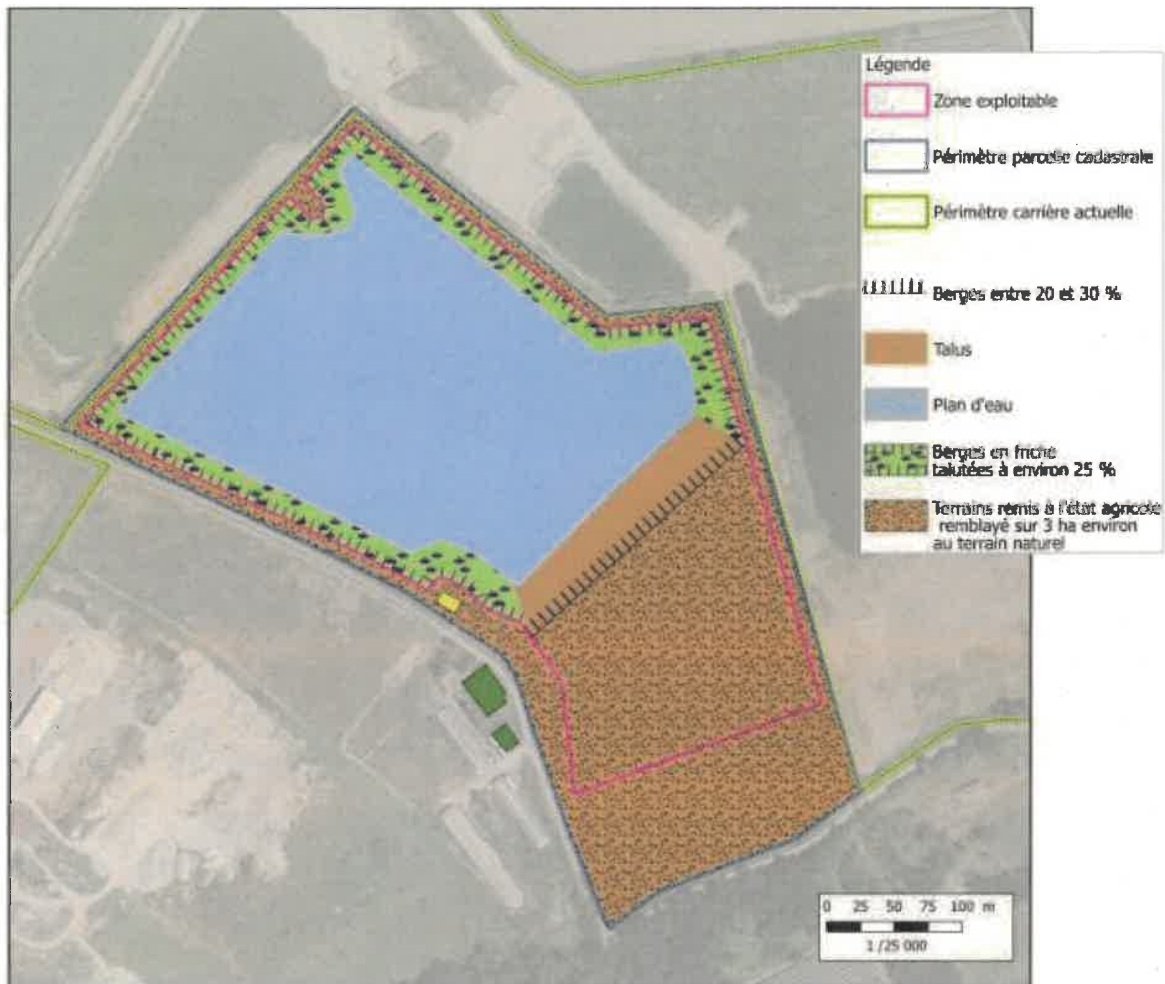 Légende
Zone exploitable
Périmètre parcelle cadastrale
Périmètre carrière actuelle
Berges entre 20 et 30 %
Talus
Plan d'eau
Berges en friche
talutées à environ 25 %
Terrains remis à l'état agricole
remblayé sur 3 ha environ
au terrain naturel
0 25 50 75 100 m
1 /25 000